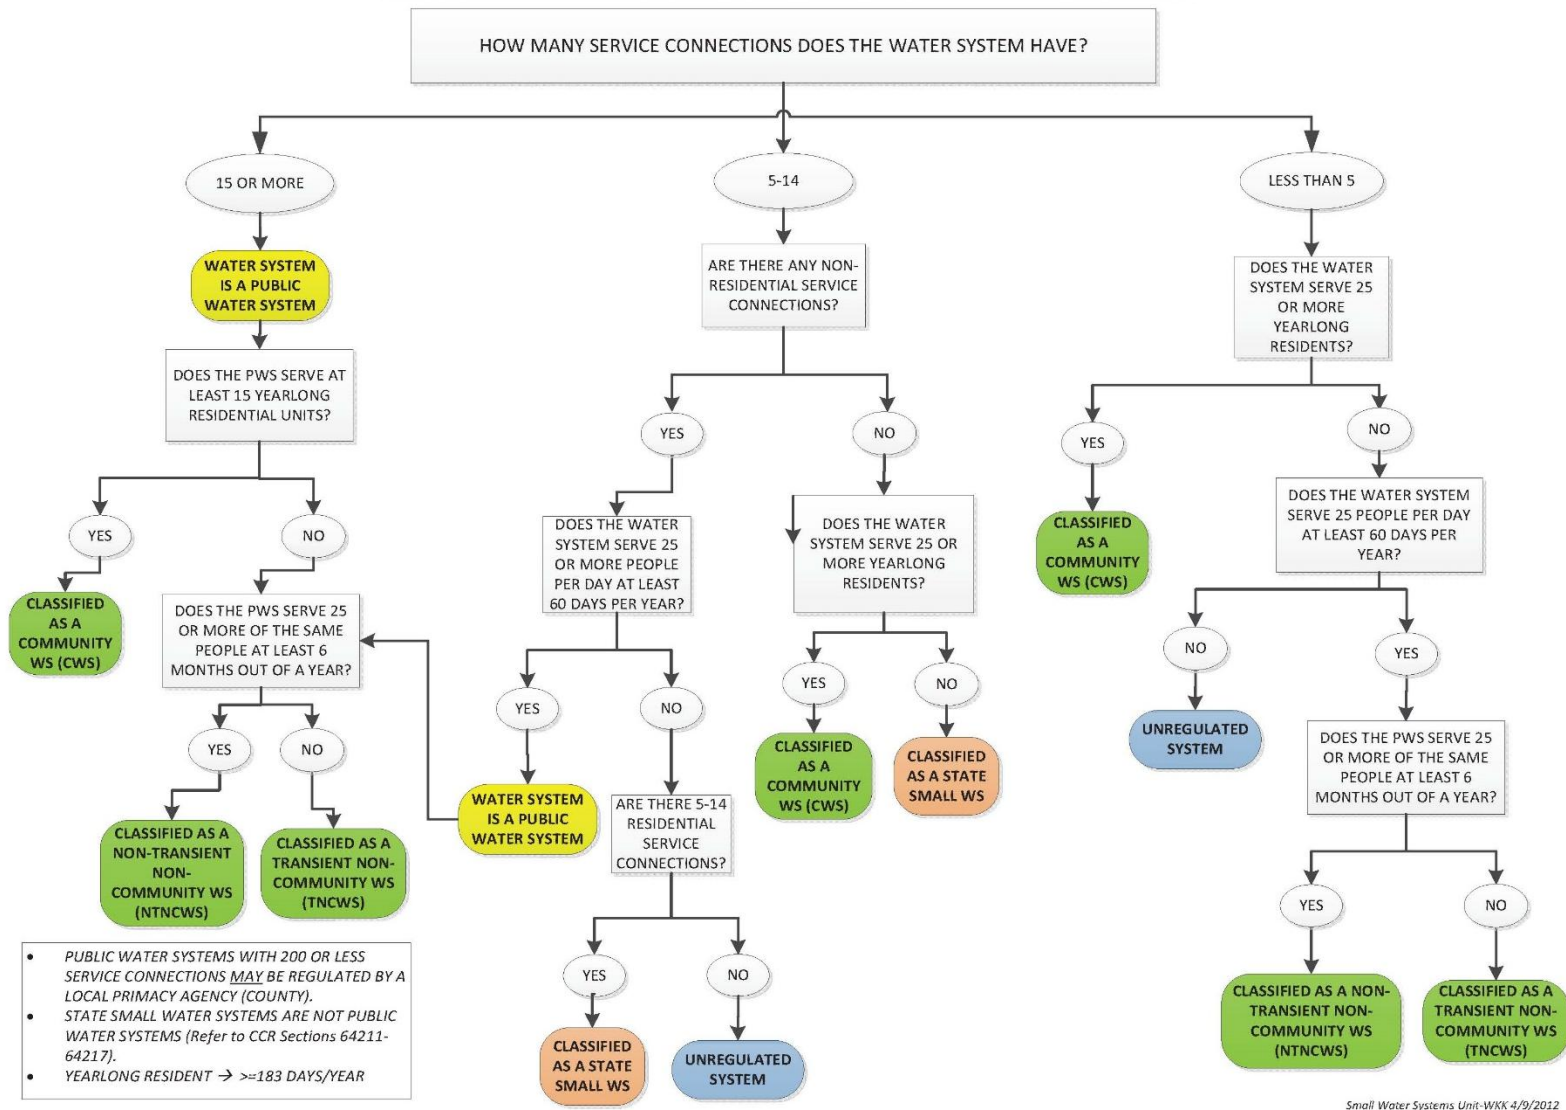 HOW MANY SERVICE CONNECTIONS DOES THE WATER SYSTEM HAVE?
15 OR MORE
5-14
LESS THAN 5
WATER SYSTEM
IS A PUBLIC
WATER SYSTEM
ARE THERE ANY NON-
RESIDENTIAL SERVICE
CONNECTIONS?
DOES THE WATER
SYSTEM SERVE 25
OR MORE
YEARLONG
RESIDENTS?
DOES THE PWS SERVE AT
LEAST 15 YEARLONG
RESIDENTIAL UNITS?
YES
NO
YES
NO
YES
NO
DOES THE WATER
SYSTEM SERVE 25
OR MORE PEOPLE
PER DAY AT LEAST
60 DAYS PER YEAR?
DOES THE WATER
SYSTEM SERVE 25 OR
MORE YEARLONG
RESIDENTS?
CLASSIFIED
AS A
COMMUNITY
WS (CWS)
DOES THE WATER SYSTEM
SERVE 25 PEOPLE PER DAY
AT LEAST 60 DAYS PER
YEAR?
CLASSIFIED
AS A
COMMUNITY
WS (CWS)
DOES THE PWS SERVE 25
OR MORE OF THE SAME
PEOPLE AT LEAST 6
MONTHS OUT OF A YEAR?
YES
NO
YES
NO
NO
YES
YES
NO
CLASSIFIED
AS A
COMMUNITY
WS (CWS)
CLASSIFIED
AS A STATE
SMALL WS
UNREGULATED
SYSTEM
DOES THE PWS SERVE 25
OR MORE OF THE SAME
PEOPLE AT LEAST 6
MONTHS OUT OF A YEAR?
CLASSIFIED AS A
NON-TRANSIENT
NON-
COMMUNITY WS
(NTNCWS)
CLASSIFIED AS A
TRANSIENT NON-
COMMUNITY WS
(TNCWS)
WATER SYSTEM
IS A PUBLIC
WATER SYSTEM
ARE THERE 5-14
RESIDENTIAL
SERVICE
CONNECTIONS?
YES
NO
YES
NO
CLASSIFIED
AS A STATE
SMALL WS
UNREGULATED
SYSTEM
CLASSIFIED AS A NON-
TRANSIENT NON-
COMMUNITY WS
(NTNCWS)
CLASSIFIED AS A
TRANSIENT NON-
COMMUNITY WS
(TNCWS)
• PUBLIC WATER SYSTEMS WITH 200 OR LESS
SERVICE CONNECTIONS MAY BE REGULATED BY A
LOCAL PRIMACY AGENCY (COUNTY).
• STATE SMALL WATER SYSTEMS ARE NOT PUBLIC
WATER SYSTEMS (Refer to CCR Sections 64211-
64217).
• YEARLONG RESIDENT → >=183 DAYS/YEAR
Small Water Systems Unit-WKK 4/9/2012